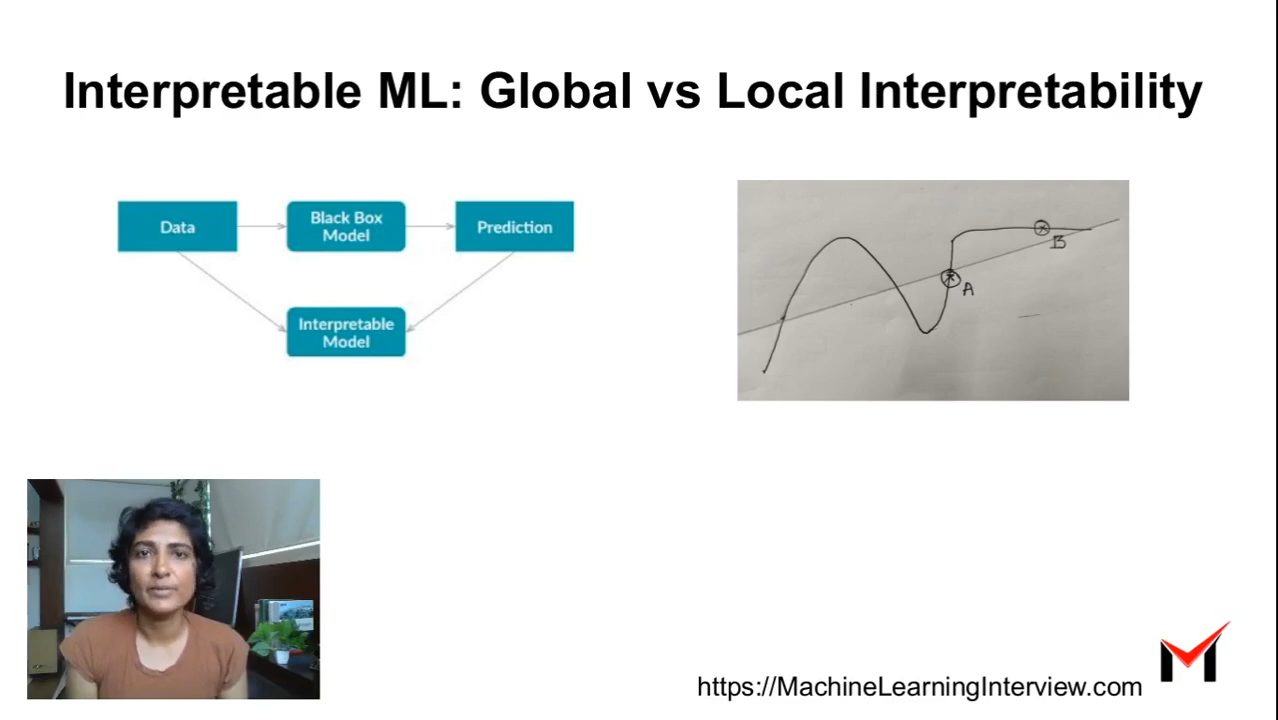 Interpretable ML: Global vs Local Interpretability
Data
Black Box
Model
Prediction
Interpretable
Model
A
B
https://MachineLearningInterview.com